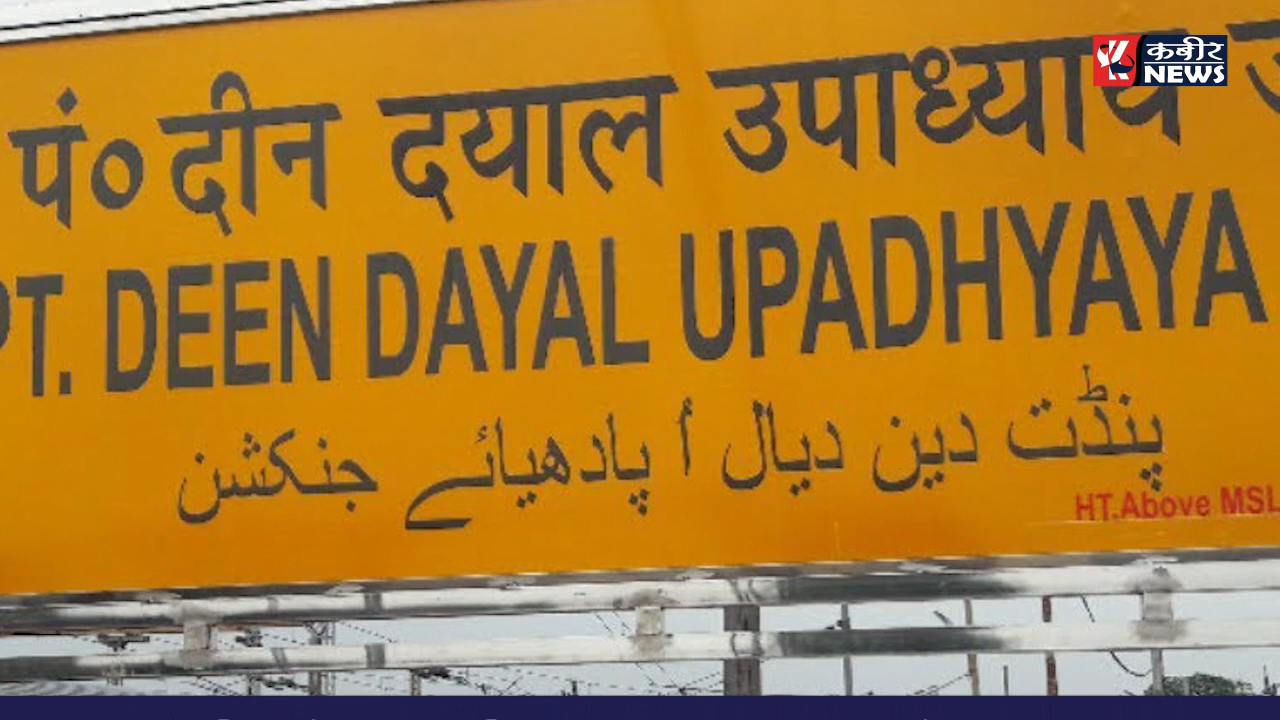 कबीर
NEWS
पं० दीन दयाल उपाध्याय
PT. DEEN DAYAL UPADHYAYA
پنڈت دین دیال أ پادھیائے جنکشن
HT.Above MSL